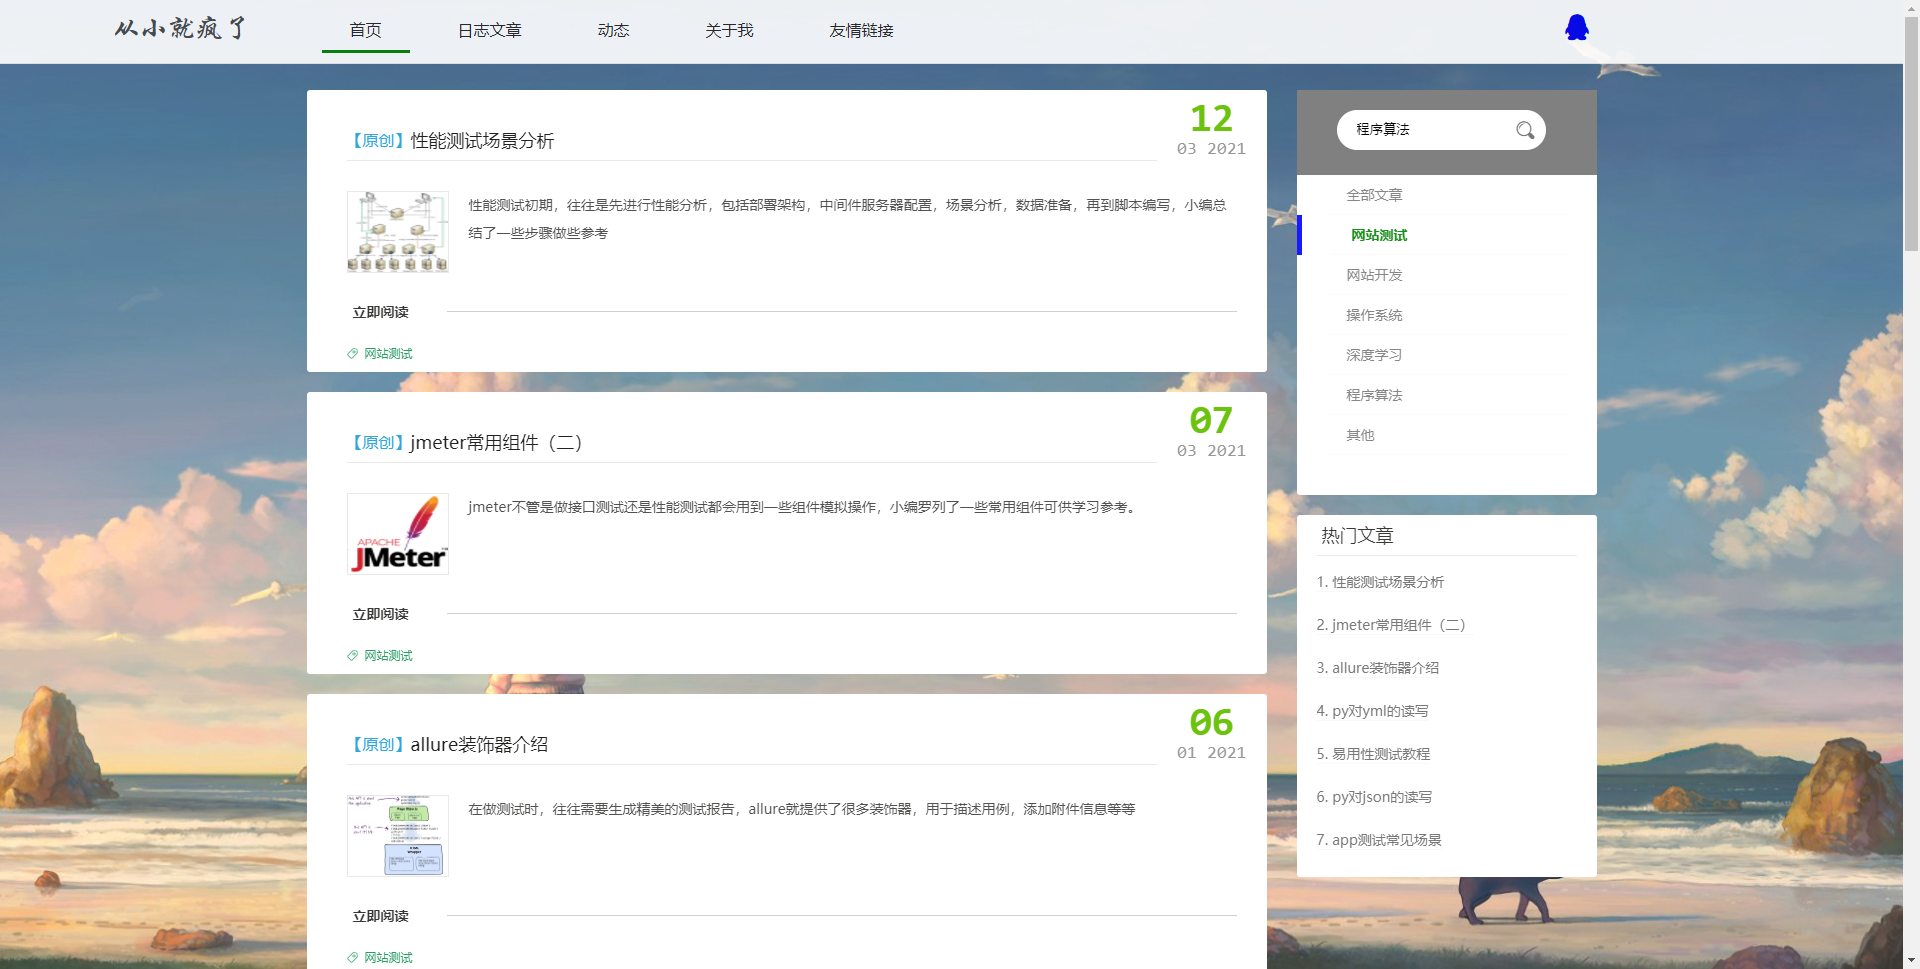 从小就疯了
首页
日志文章
动态
关于我
友情链接
【原创】性能测试场景分析
12
03 2021
性能测试初期，往往是先进行性能分析，包括部署架构，中间件服务器配置，场景分析，数据准备，再到脚本编写，小编总
结了一些步骤做些参考
立即阅读
网站测试
【原创】jmeter常用组件（二）
07
03 2021
APACHE
JMeter
jmeter不管是做接口测试还是性能测试都会用到一些组件模拟操作，小编罗列了一些常用组件可供学习参考。
立即阅读
网站测试
【原创】allure装饰器介绍
06
01 2021
在做测试时，往往需要生成精美的测试报告，allure就提供了很多装饰器，用于描述用例，添加附件信息等等
立即阅读
网站测试
程序算法
全部文章
网站测试
网站开发
操作系统
深度学习
程序算法
其他
热门文章
1. 性能测试场景分析
2. jmeter常用组件（二）
3. allure装饰器介绍
4. py对yml的读写
5. 易用性测试教程
6. py对json的读写
7. app测试常见场景